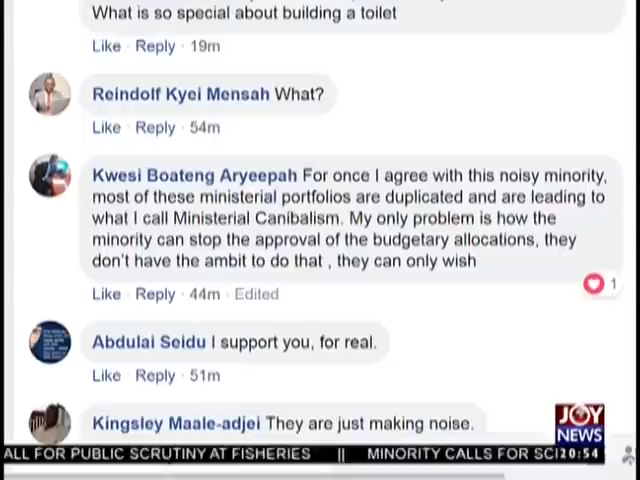 What is so special about building a toilet
Like · Reply · 19m
Reindolf Kyei Mensah What?
Like · Reply · 54m
Kwesi Boateng Aryeepah For once I agree with this noisy minority,
most of these ministerial portfolios are duplicated and are leading to
what I call Ministerial Canibalism. My only problem is how the
minority can stop the approval of the budgetary allocations, they
don't have the ambit to do that , they can only wish
1
Like · Reply · 44m · Edited
Abdulai Seidu I support you, for real.
Like · Reply · 51m
Kingsley Maale-adjei They are just making noise.
JOY
NEWS
ALL FOR PUBLIC SCRUTINY AT FISHERIES || MINORITY CALLS FOR SCI
20:54